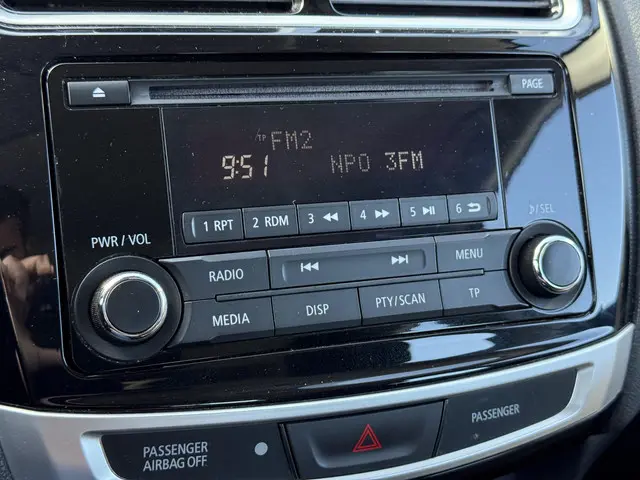 PAGE
FM2
9:51 NPO 3FM
1 RPT 2 RDM 3 4 5 6
♪/SEL
PWR / VOL
RADIO
MENU
MEDIA
DISP
PTY/SCAN
TP
PASSENGER
AIRBAG OFF
PASSENGER